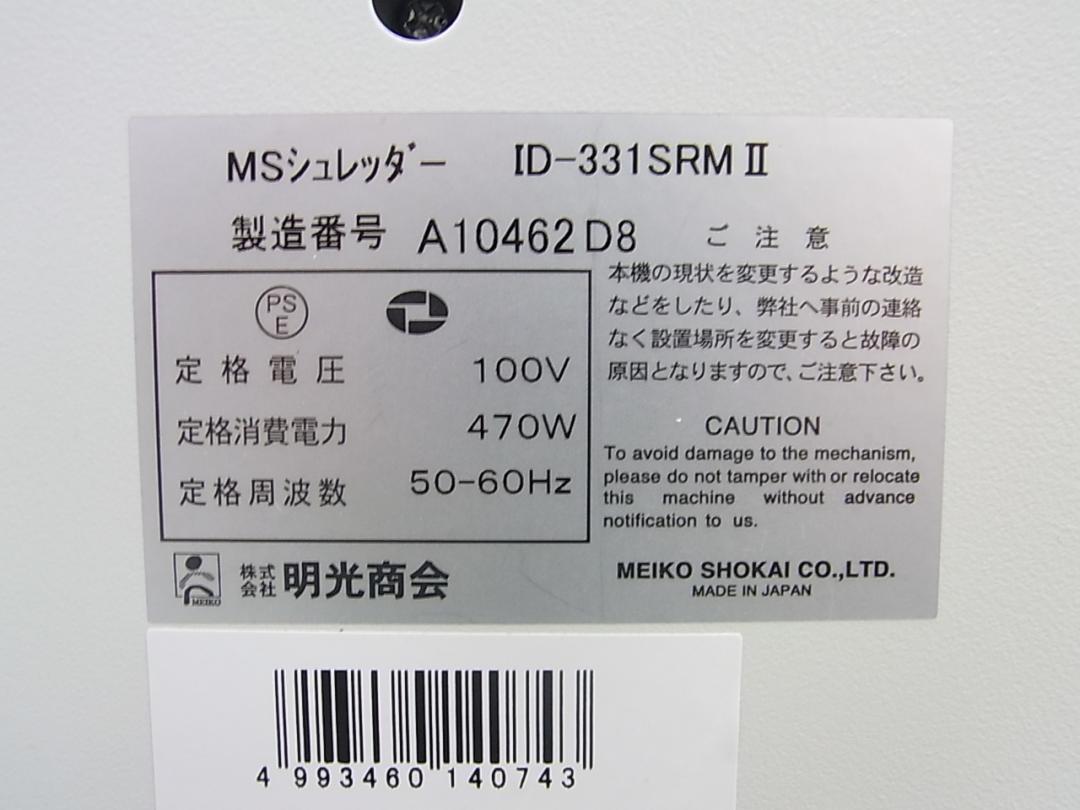 MSシュレッダー ID-331SRMⅡ
製造番号 A10462D8
PS
E
定格電圧 100V
定格消費電力 470W
定格周波数 50-60Hz
ご注意
本機の現状を変更するような改造
などをしたり、弊社へ事前の連絡
なく設置場所を変更すると故障の
原因となりますので、ご注意下さい。
CAUTION
To avoid damage to the mechanism,
please do not tamper with or relocate
this machine without advance
notification to us.
MEIKO
株式
会社 明光商会
MEIKO SHOKAI CO.,LTD.
MADE IN JAPAN
4 993460 140743